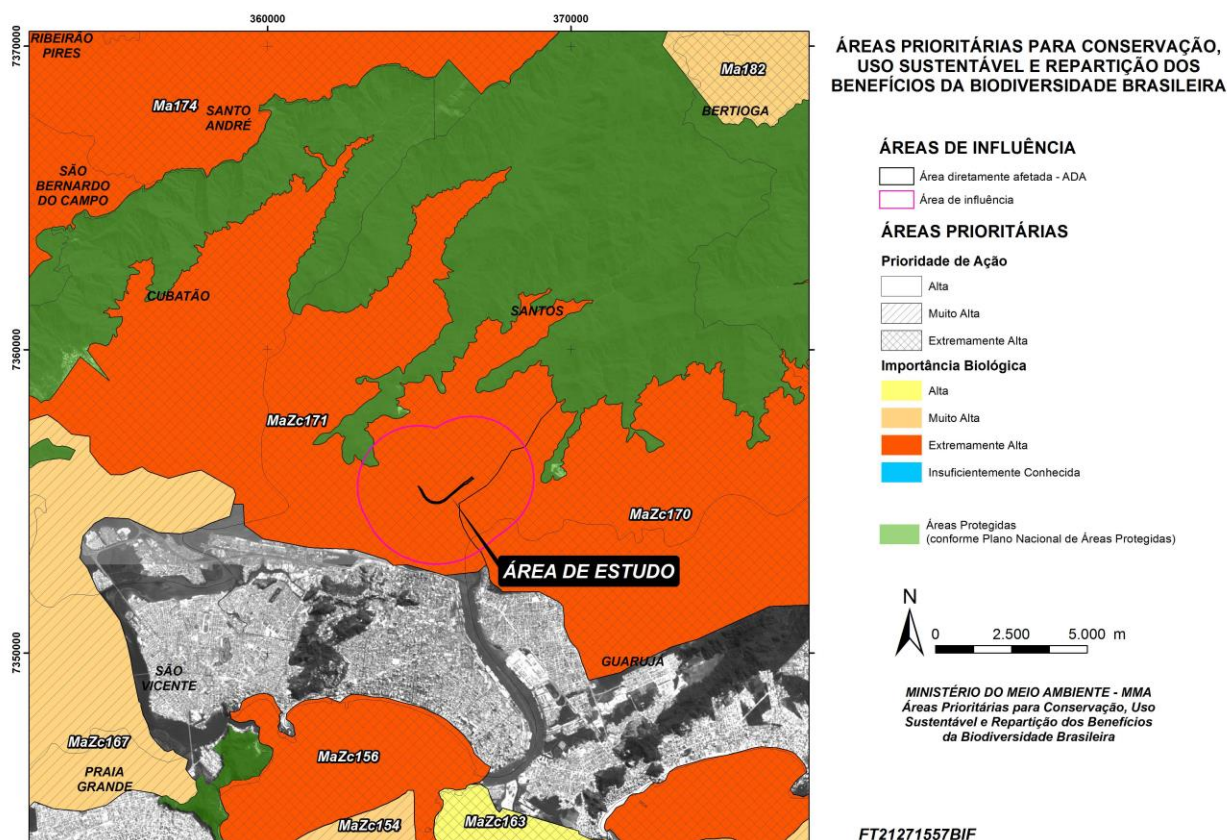 360000
370000
7370000
7360000
7350000
RIBEIRÃO
PIRES
Ma174
SANTO
ANDRÉ
SÃO
BERNARDO
DO CAMPO
Ma182
BERTIOGA
CUBATÃO
SANTOS
MaZc171
MaZc170
ÁREA DE ESTUDO
GUARUJÁ
SÃO
VICENTE
MaZc167
PRAIA
GRANDE
MaZc156
MaZc154
MaZc163
ÁREAS PRIORITÁRIAS PARA CONSERVAÇÃO,
USO SUSTENTÁVEL E REPARTIÇÃO DOS
BENEFÍCIOS DA BIODIVERSIDADE BRASILEIRA
ÁREAS DE INFLUÊNCIA
Área diretamente afetada - ADA
Área de influência
ÁREAS PRIORITÁRIAS
Prioridade de Ação
Alta
Muito Alta
Extremamente Alta
Importância Biológica
Alta
Muito Alta
Extremamente Alta
Insuficientemente Conhecida
Áreas Protegidas
(conforme Plano Nacional de Áreas Protegidas)
N
0 2.500 5.000 m
MINISTÉRIO DO MEIO AMBIENTE - MMA
Áreas Prioritárias para Conservação, Uso
Sustentável e Repartição dos Benefícios
da Biodiversidade Brasileira
FT21271557BIF